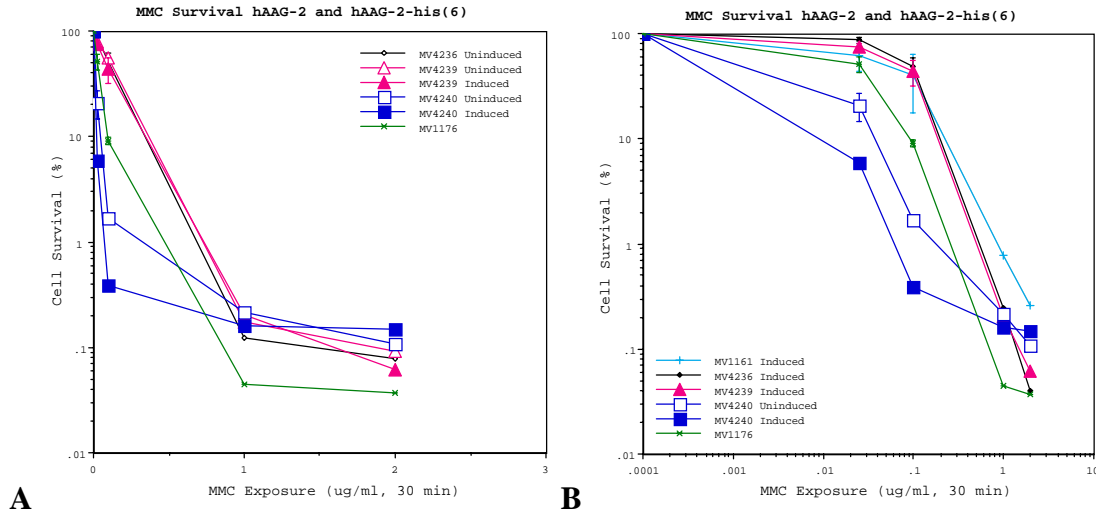 MMC Survival hAAG-2 and hAAG-2-his(6)
100
10
1
.1
.01
Cell Survival (%)
MV4236 Uninduced
MV4239 Uninduced
MV4239 Induced
MV4240 Uninduced
MV4240 Induced
MV1176
0
1
2
3
MMC Exposure (ug/ml, 30 min)
A
MMC Survival hAAG-2 and hAAG-2-his(6)
100
10
1
.1
.01
Cell Survival (%)
MV1161 Induced
MV4236 Induced
MV4239 Induced
MV4240 Uninduced
MV4240 Induced
MV1176
.0001
.001
.01
.1
1
10
MMC Exposure (ug/ml, 30 min)
B